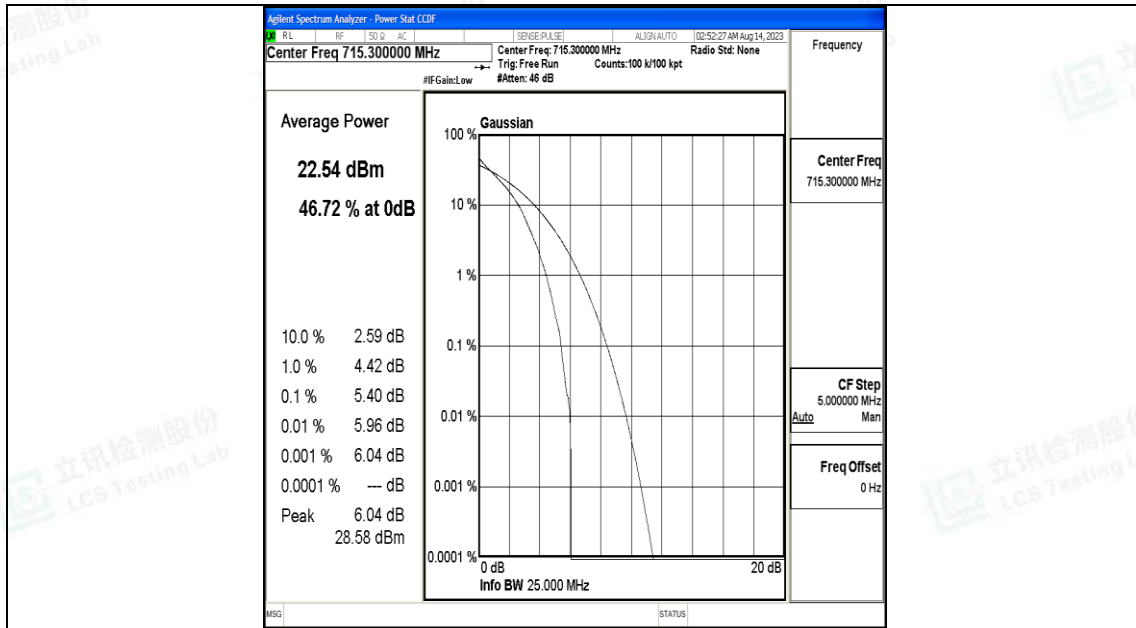 Agilent Spectrum Analyzer - Power Stat CCDF
RL RF 50 Ω AC SENSE:PULSE ALIGN AUTO 02:52:27 AM Aug 14, 2023
Center Freq 715.300000 MHz
Center Freq: 715.300000 MHz Radio Std: None
Trig: Free Run Counts:100 k/100 kpt
#IFGain:Low #Atten: 46 dB
Frequency
Average Power
22.54 dBm
46.72 % at 0dB
10.0 % 2.59 dB
1.0 % 4.42 dB
0.1 % 5.40 dB
0.01 % 5.96 dB
0.001 % 6.04 dB
0.0001 % --- dB
Peak 6.04 dB
28.58 dBm
Gaussian
100 %
10 %
1 %
0.1 %
0.01 %
0.001 %
0.0001 %
0 dB 20 dB
Info BW 25.000 MHz
Center Freq
715.300000 MHz
CF Step
5.000000 MHz
Auto Man
Freq Offset
0 Hz
MSG STATUS
立讯检测股份
LCS Testing Lab